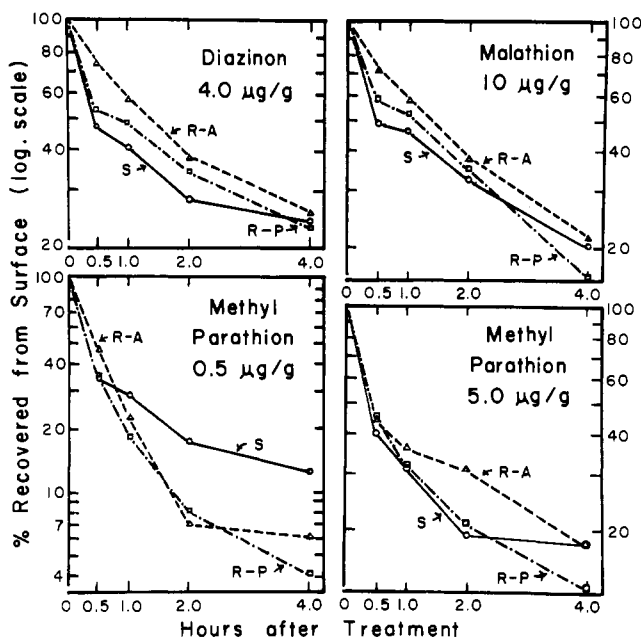 % Recovered from Surface (log. scale)
100
80
60
40
20
Diazinon
4.0 µg/g
R-A
S
R-P
0 0.5 1.0 2.0 4.0
100
80
60
40
20
Malathion
10 µg/g
R-A
S
R-P
0 0.5 1.0 2.0 4.0
100
40
20
10
7
4
Methyl
Parathion
0.5 µg/g
R-A
S
R-P
0 0.5 1.0 2.0 4.0
100
80
60
40
20
Methyl
Parathion
5.0 µg/g
R-A
S
R-P
0 0.5 1.0 2.0 4.0
Hours after Treatment